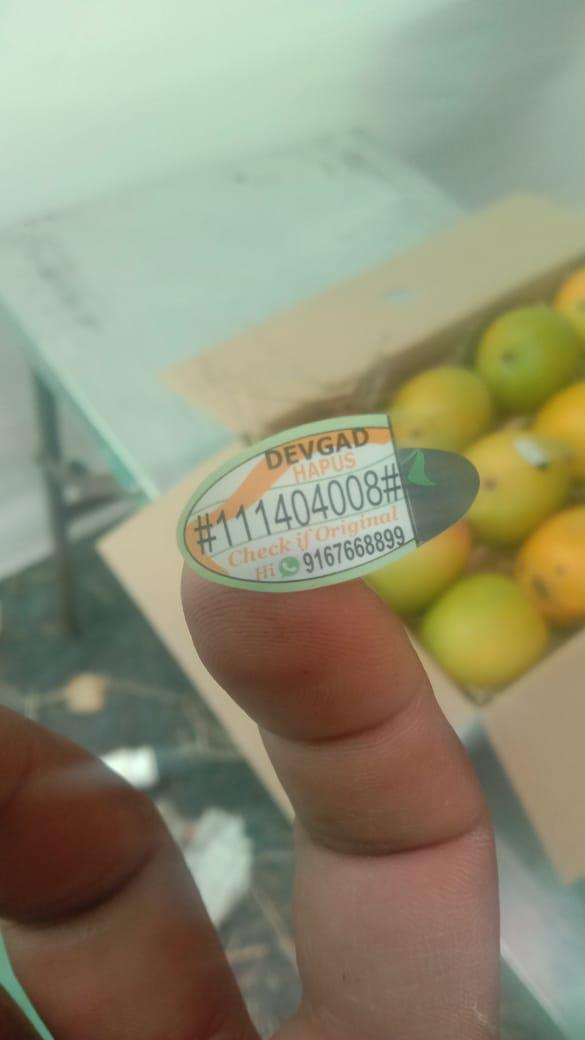 DEVGAD
HAPUS
#111404008#
Check if Original
Hi 9167668899